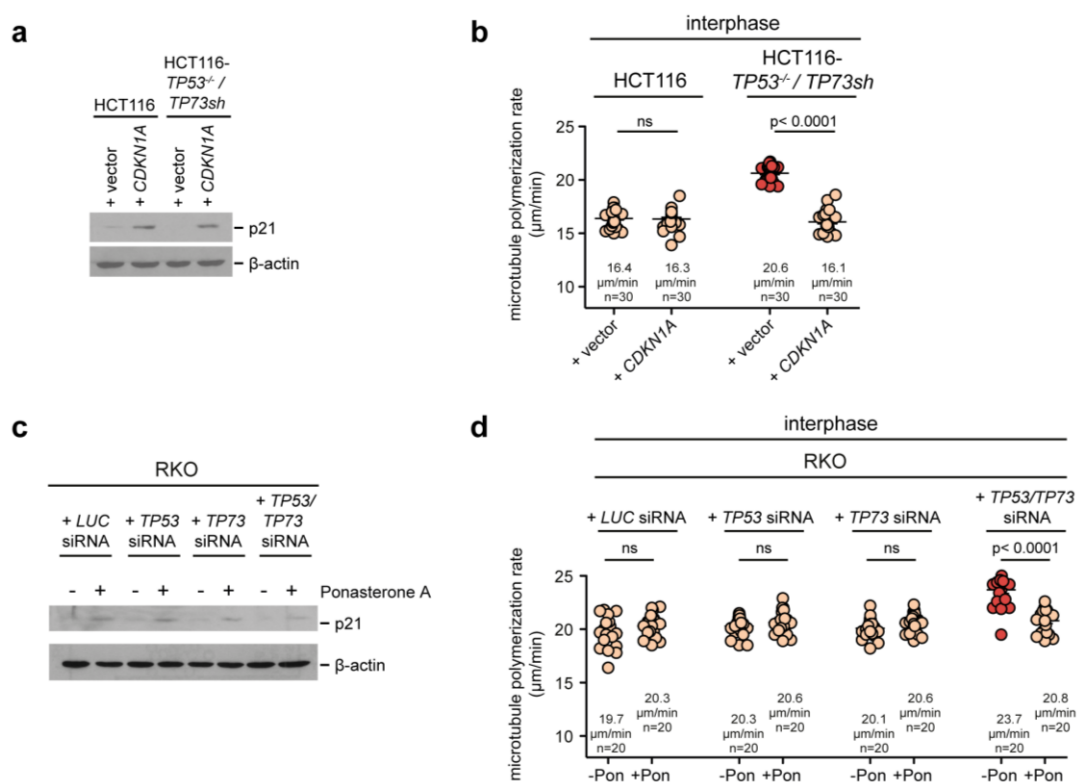 a
HCT116-
TP53-/- /
TP73sh
HCT116
+ vector
+ CDKN1A
+ vector
+ CDKN1A
p21
β-actin
b
interphase
HCT116
HCT116-
TP53-/- / TP73sh
ns
p< 0.0001
microtubule polymerization rate
(µm/min)
25
20
15
10
16.4
µm/min
n=30
16.3
µm/min
n=30
20.6
µm/min
n=30
16.1
µm/min
n=30
+ vector
+ CDKN1A
+ vector
+ CDKN1A
c
RKO
+ LUC
siRNA
+ TP53
siRNA
+ TP73
siRNA
+ TP53/
TP73
siRNA
- + - + - + - + Ponasterone A
p21
β-actin
d
interphase
RKO
+ LUC siRNA
+ TP53 siRNA
+ TP73 siRNA
+ TP53/TP73
siRNA
ns
ns
ns
p< 0.0001
microtubule polymerization rate
(µm/min)
25
20
15
10
19.7
µm/min
n=20
20.3
µm/min
n=20
20.3
µm/min
n=20
20.6
µm/min
n=20
20.1
µm/min
n=20
20.6
µm/min
n=20
23.7
µm/min
n=20
20.8
µm/min
n=20
-Pon +Pon -Pon +Pon -Pon +Pon -Pon +Pon